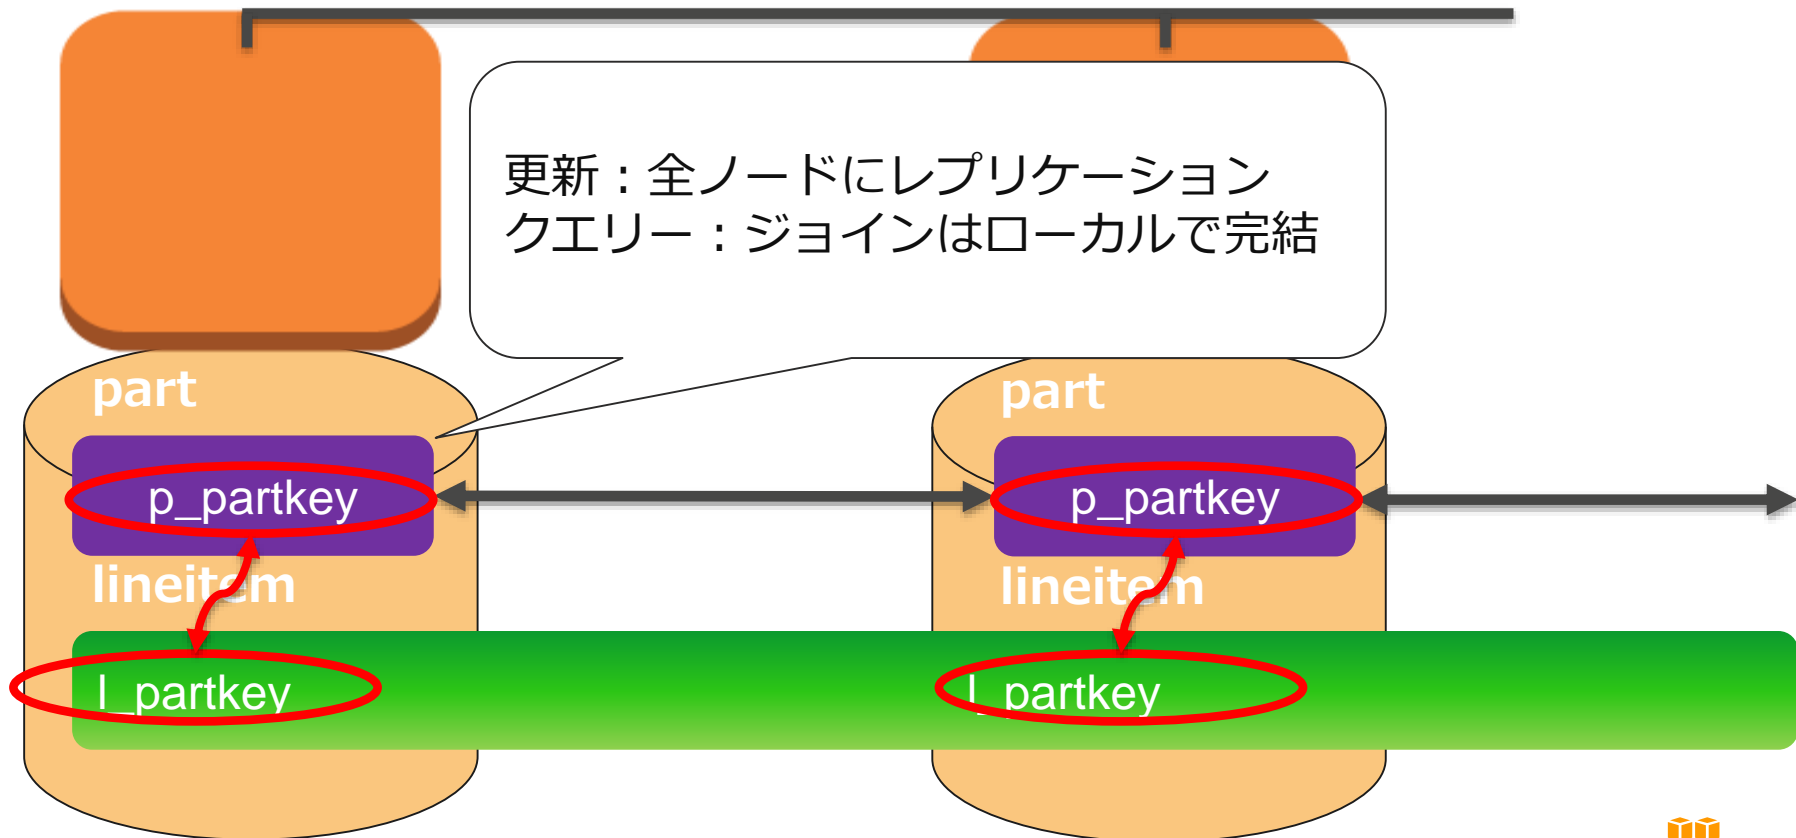 更新：全ノードにレプリケーション
クエリー：ジョインはローカルで完結
part
part
p_partkey
p_partkey
lineitem
lineitem
l_partkey
l_partkey